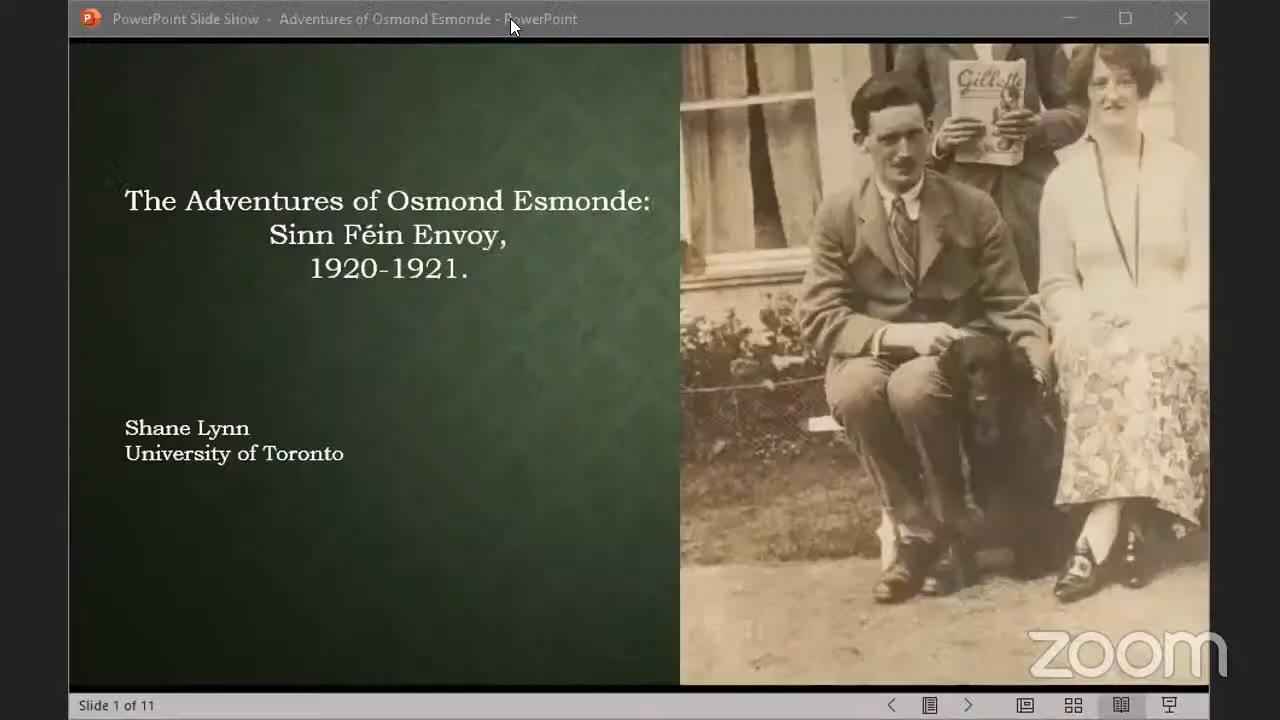 PowerPoint Slide Show - Adventures of Osmond Esmonde - PowerPoint
Gillette
The Adventures of Osmond Esmonde:
Sinn Féin Envoy,
1920-1921.
Shane Lynn
University of Toronto
zoom
Slide 1 of 11